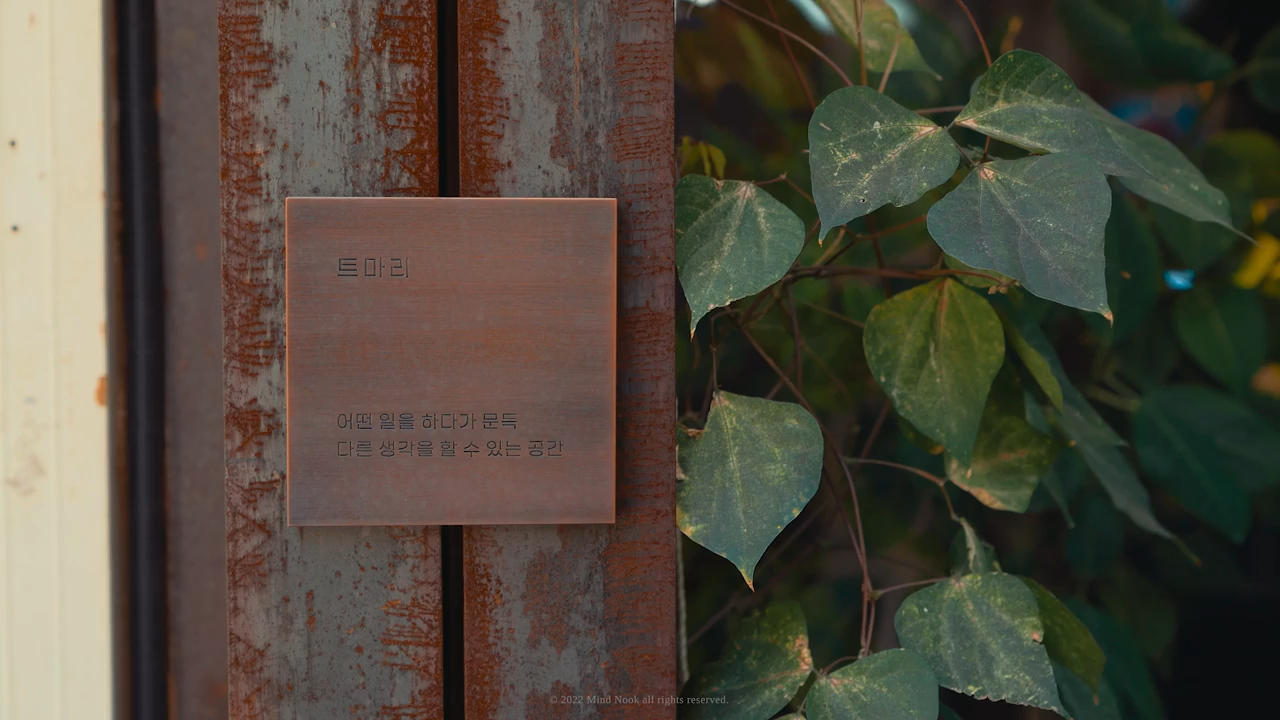 트마리
어떤 일을 하다가 문득
다른 생각을 할 수 있는 공간
© 2022 Mind Nook all rights reserved.